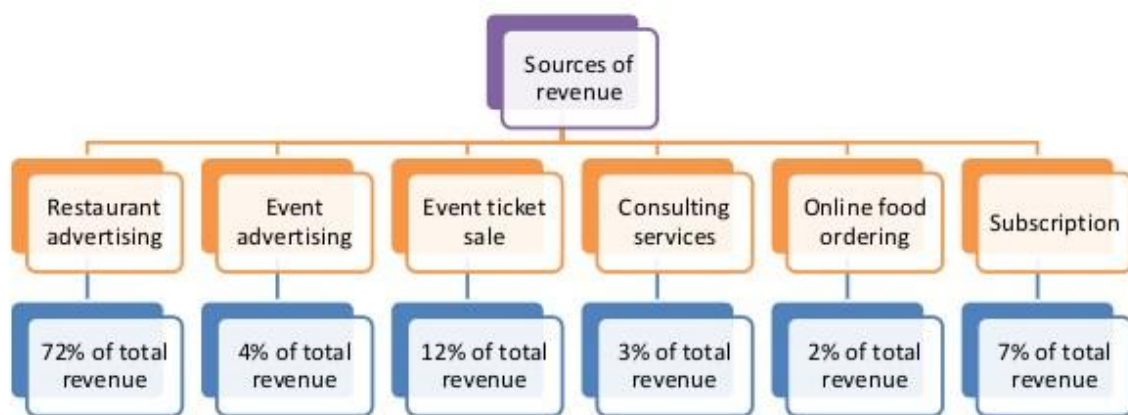 Sources of
revenue
Restaurant
advertising
Event
advertising
Event ticket
sale
Consulting
services
Online food
ordering
Subscription
72% of total
revenue
4% of total
revenue
12% of total
revenue
3% of total
revenue
2% of total
revenue
7% of total
revenue